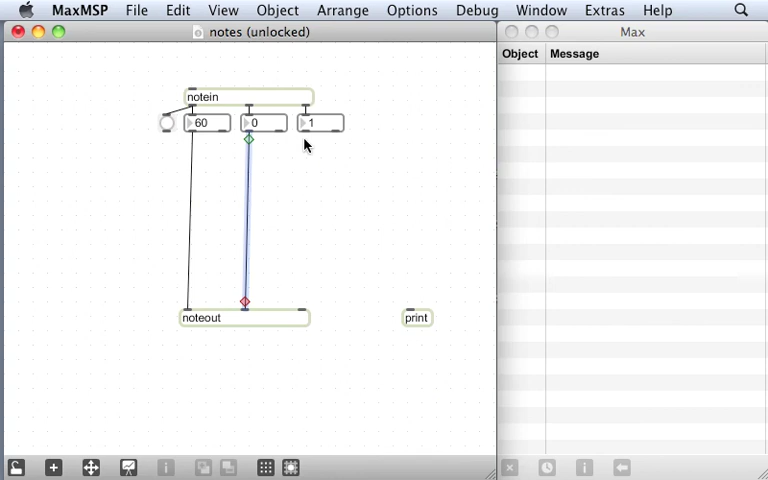 MaxMSP File Edit View Object Arrange Options Debug Window Extras Help
notes (unlocked)
Max
Object Message
notein
60 0 1
noteout
print